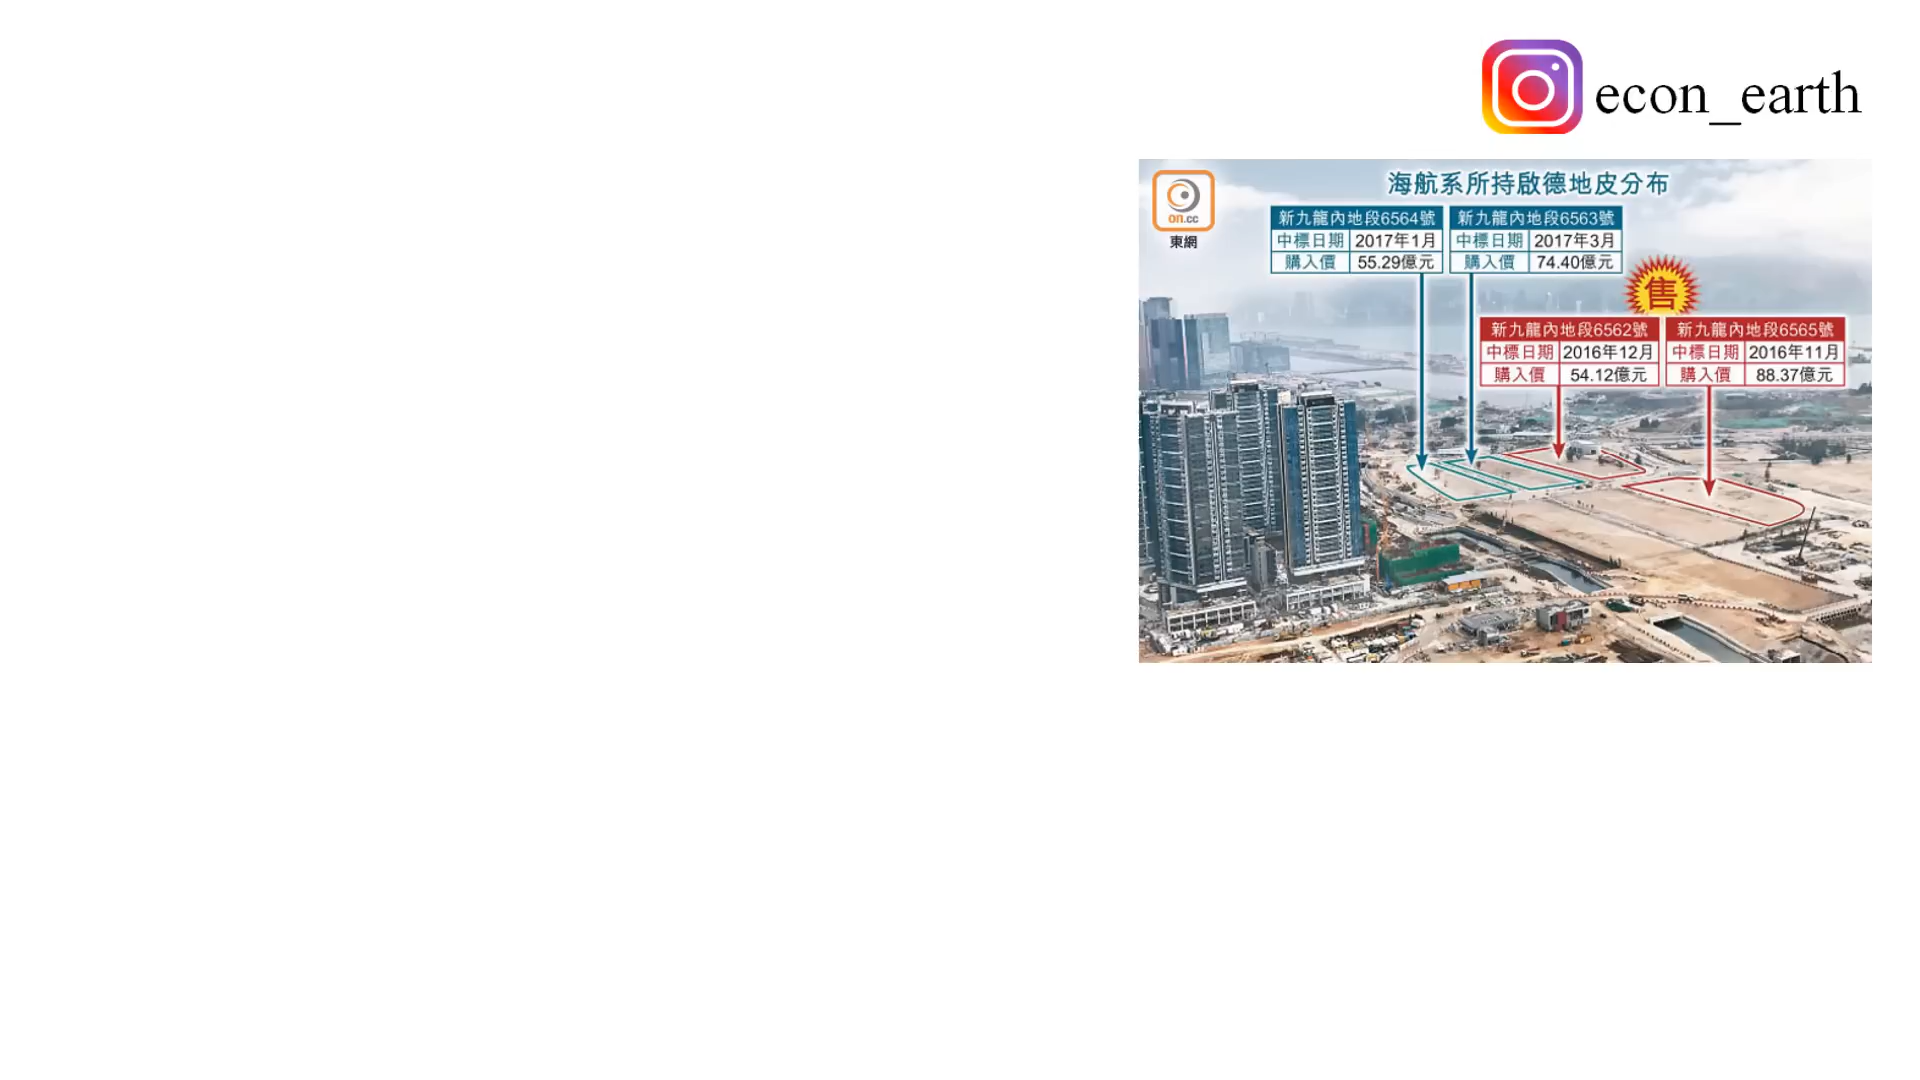 econ_earth
on.cc
東網
海航系所持啟德地皮分布
新九龍內地段6564號
中標日期 2017年1月
購入價 55.29億元
新九龍內地段6563號
中標日期 2017年3月
購入價 74.40億元
售
新九龍內地段6562號
中標日期 2016年12月
購入價 54.12億元
新九龍內地段6565號
中標日期 2016年11月
購入價 88.37億元